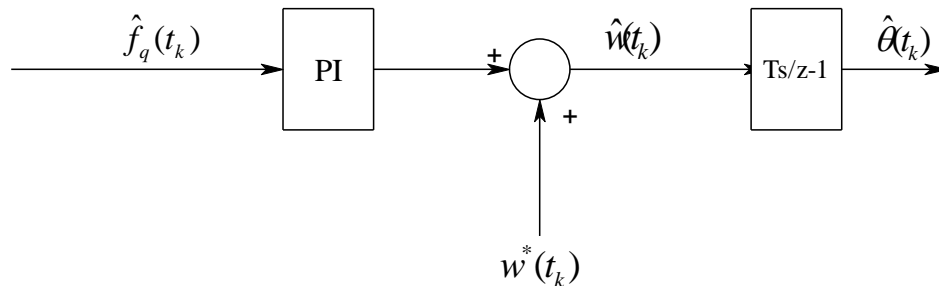 f̂_q(t_k)
PI
+
ŵ(t_k)
Ts/z-1
θ̂(t_k)
+
w*(t_k)